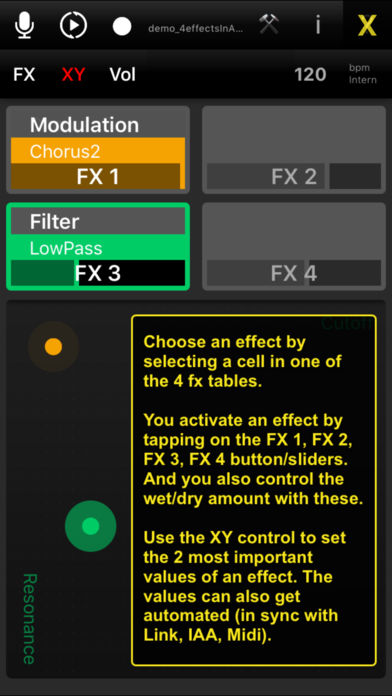 demo_4effectsInA... i X
FX XY Vol 120 bpm
Intern
Modulation
Chorus2
FX 1 FX 2
Filter
LowPass
FX 3 FX 4
Cutoff
Choose an effect by
selecting a cell in one of
the 4 fx tables.
You activate an effect by
tapping on the FX 1, FX 2,
FX 3, FX 4 button/sliders.
And you also control the
wet/dry amount with these.
Use the XY control to set
the 2 most important
values of an effect. The
values can also get
automated (in sync with
Link, IAA, Midi).
Resonance